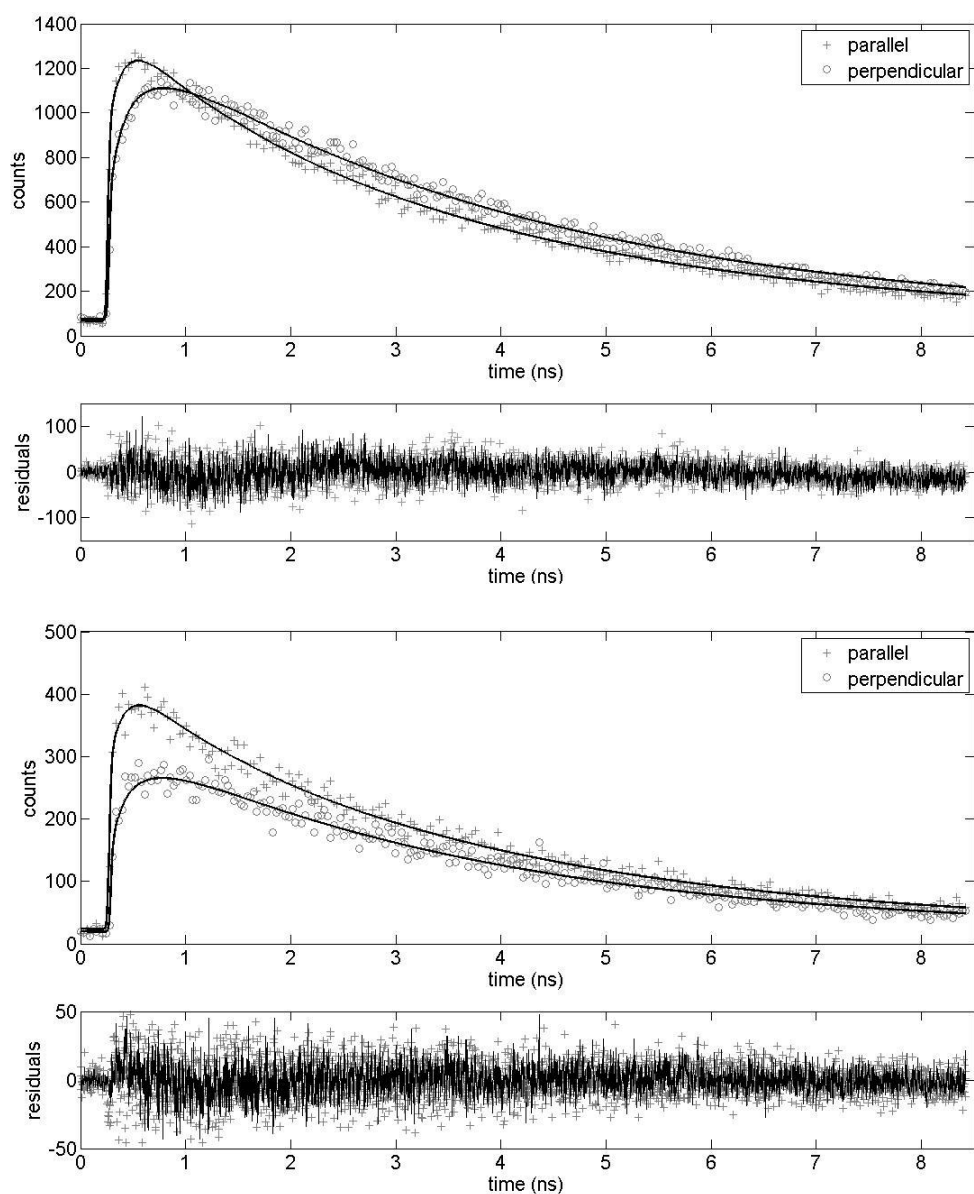 1400
1200
1000
800
600
400
200
0
counts
parallel
perpendicular
0 1 2 3 4 5 6 7 8
time (ns)
100
0
-100
residuals
0 1 2 3 4 5 6 7 8
time (ns)
500
400
300
200
100
0
counts
parallel
perpendicular
0 1 2 3 4 5 6 7 8
time (ns)
50
0
-50
residuals
0 1 2 3 4 5 6 7 8
time (ns)